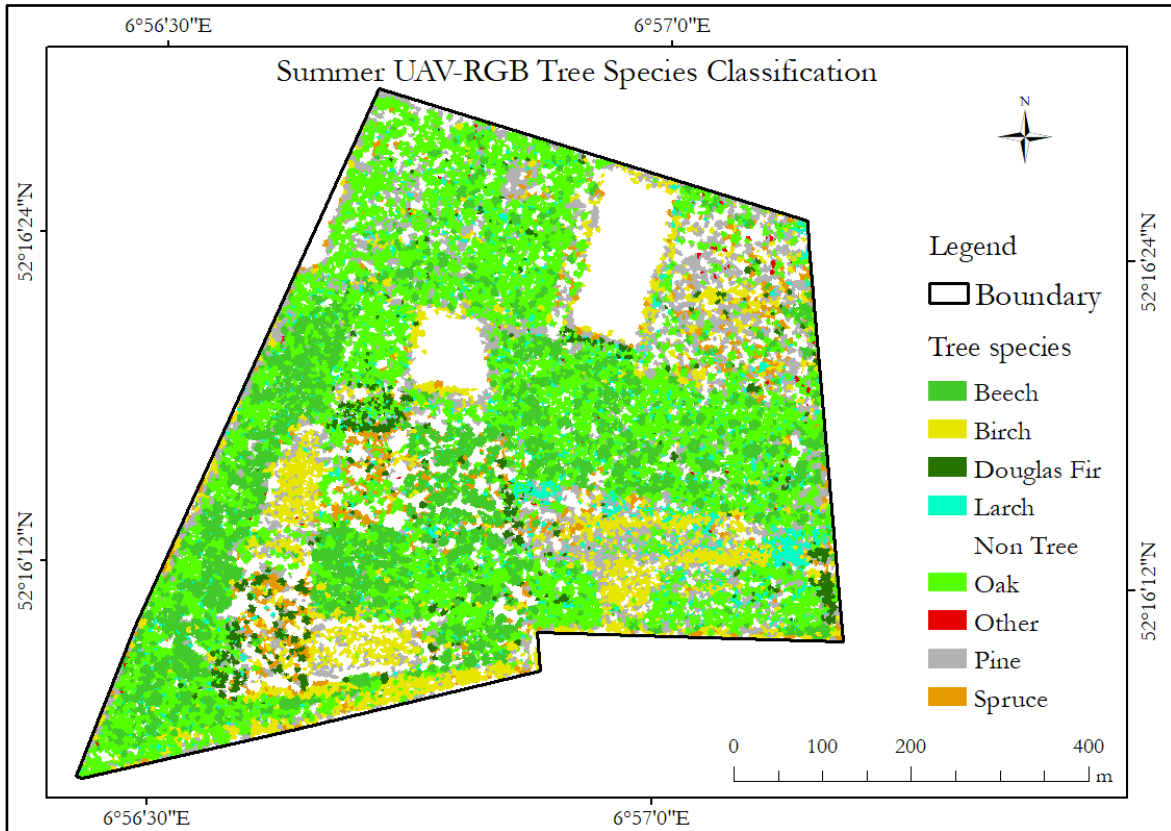 6°56'30"E 6°57'0"E
Summer UAV-RGB Tree Species Classification
N
52°16'24"N
52°16'24"N
Legend
Boundary
Tree species
Beech
Birch
Douglas Fir
Larch
Non Tree
Oak
Other
Pine
Spruce
52°16'12"N
52°16'12"N
0 100 200 400
m
6°56'30"E 6°57'0"E